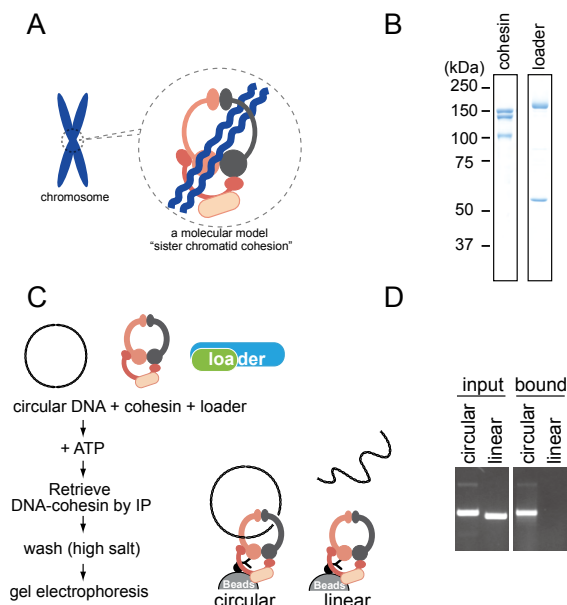 A
chromosome
a molecular model
“sister chromatid cohesion”
B
cohesin
loader
(kDa)
250
150
100
75
50
37
C
loader
circular DNA + cohesin + loader
+ ATP
Retrieve
DNA-cohesin by IP
wash (high salt)
gel electrophoresis
Beads
circular
Beads
linear
D
input
bound
circular
linear
circular
linear